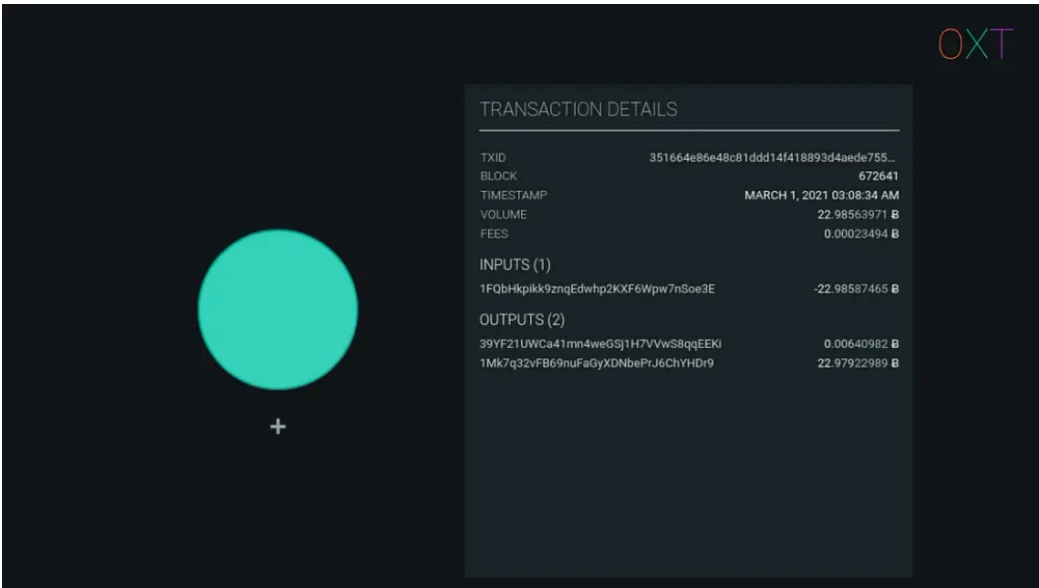 OXT
TRANSACTION DETAILS
TXID 351664e86e48c81ddd14f418893d4aede755...
BLOCK 672641
TIMESTAMP MARCH 1, 2021 03:08:34 AM
VOLUME 22.98563971 Ƀ
FEES 0.00023494 Ƀ
INPUTS (1)
1FQbHkpikk9znqEdwhp2KXF6Wpw7nSoe3E -22.98587465 Ƀ
OUTPUTS (2)
39YF21UWCa41mn4weGSj1H7VVwS8qqEEKi 0.00640982 Ƀ
1Mk7q32vFB69nuFaGyXDNbePrJ6ChYHDr9 22.97922989 Ƀ
+